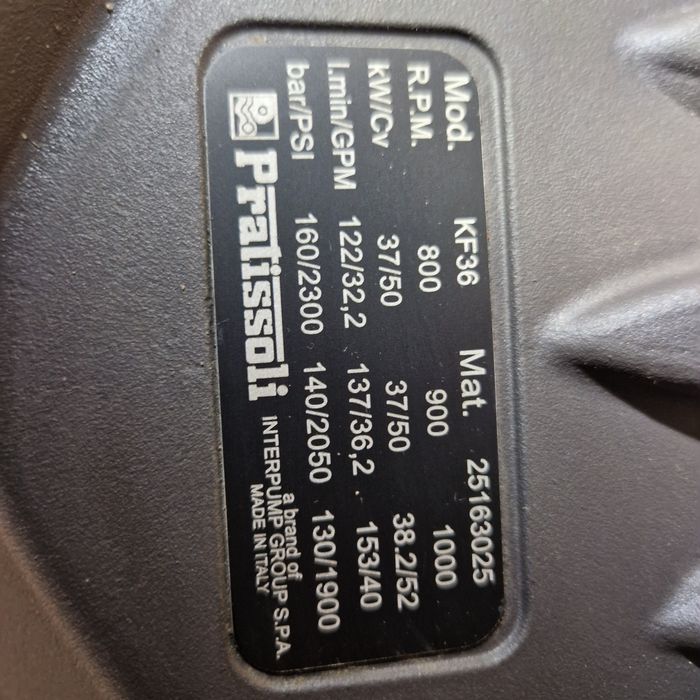 Mod. KF36 Mat. 25163025
R.P.M. 800 900 1000
kW/Cv 37/50 37/50 38.2/52
l.min/GPM 122/32,2 137/36,2 153/40
bar/PSI 160/2300 140/2050 130/1900
Pratissoli
a brand of
INTERPUMP GROUP S.P.A.
MADE IN ITALY